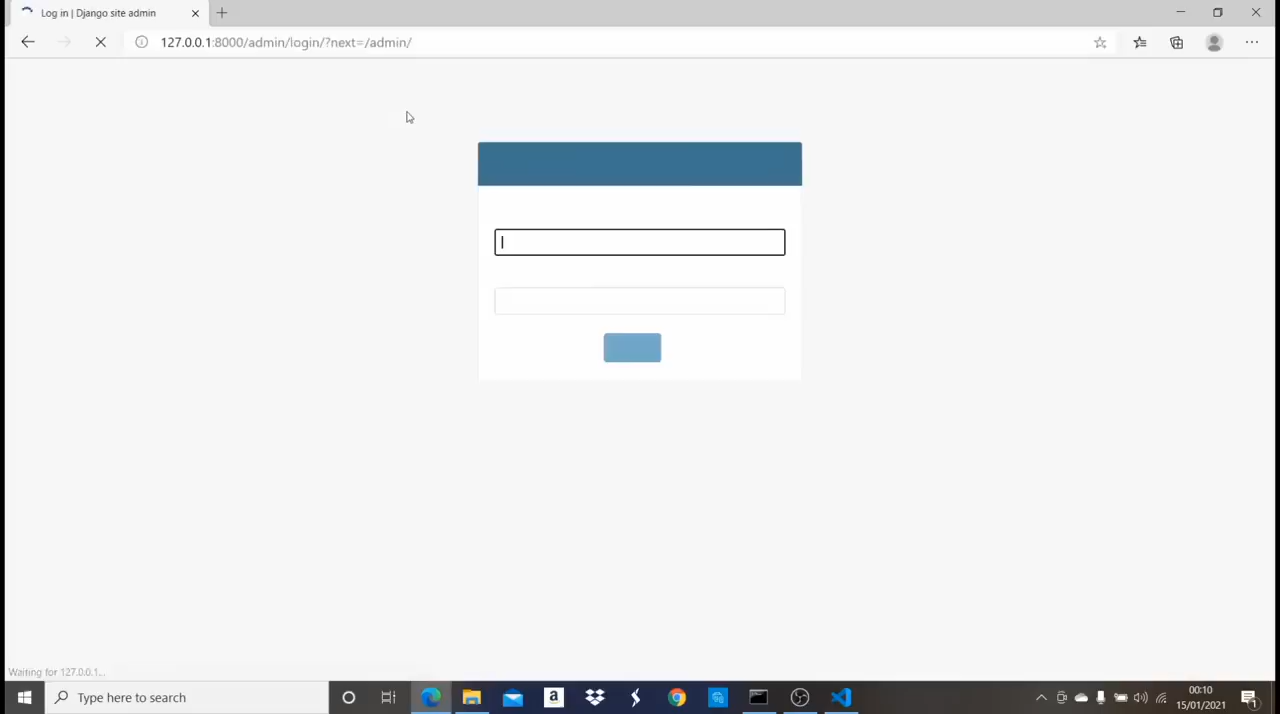 Log in | Django site admin
127.0.0.1:8000/admin/login/?next=/admin/
Waiting for 127.0.0.1...
Type here to search
a
00:10
15/01/2021
1